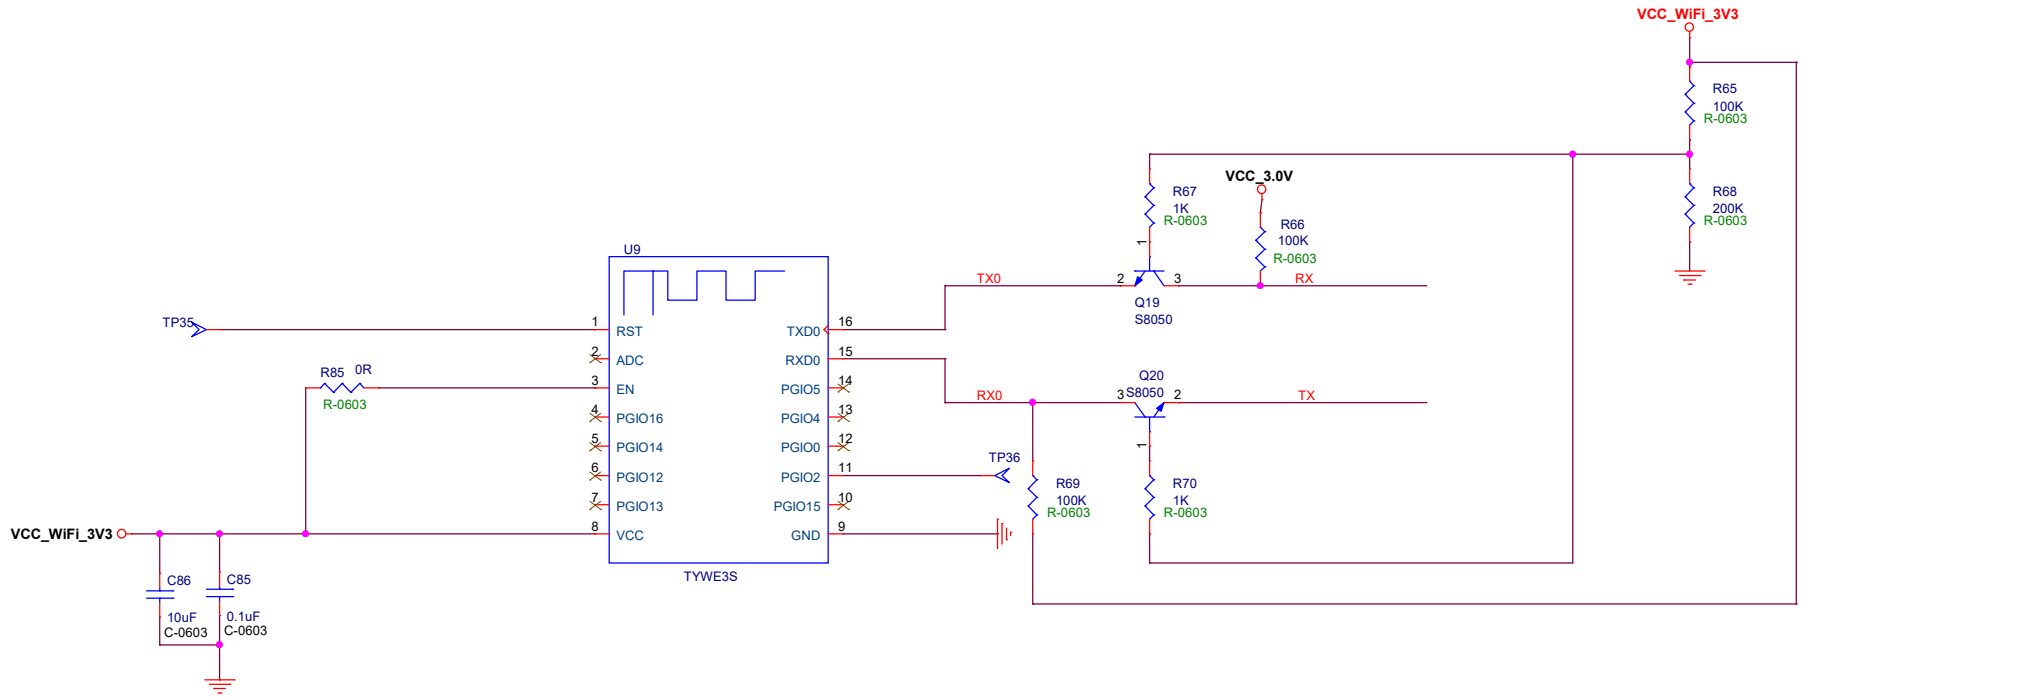 VCC_WiFi_3V3
R65
100K
R-0603
R67
1K
R-0603
VCC_3.0V
R66
100K
R-0603
R68
200K
R-0603
U9
TX0
2
1
3
RX
Q19
S8050
TP35
1
RST
2
ADC
R85
0R
R-0603
3
EN
4
PGIO16
5
PGIO14
6
PGIO12
7
PGIO13
8
VCC
16
TXD0
15
RXD0
14
PGIO5
13
PGIO4
12
PGIO0
11
PGIO2
10
PGIO15
9
GND
TYWE3S
RX0
Q20
S8050
3
2
1
TX
TP36
R69
100K
R-0603
R70
1K
R-0603
VCC_WiFi_3V3
C86
10uF
C-0603
C85
0.1uF
C-0603